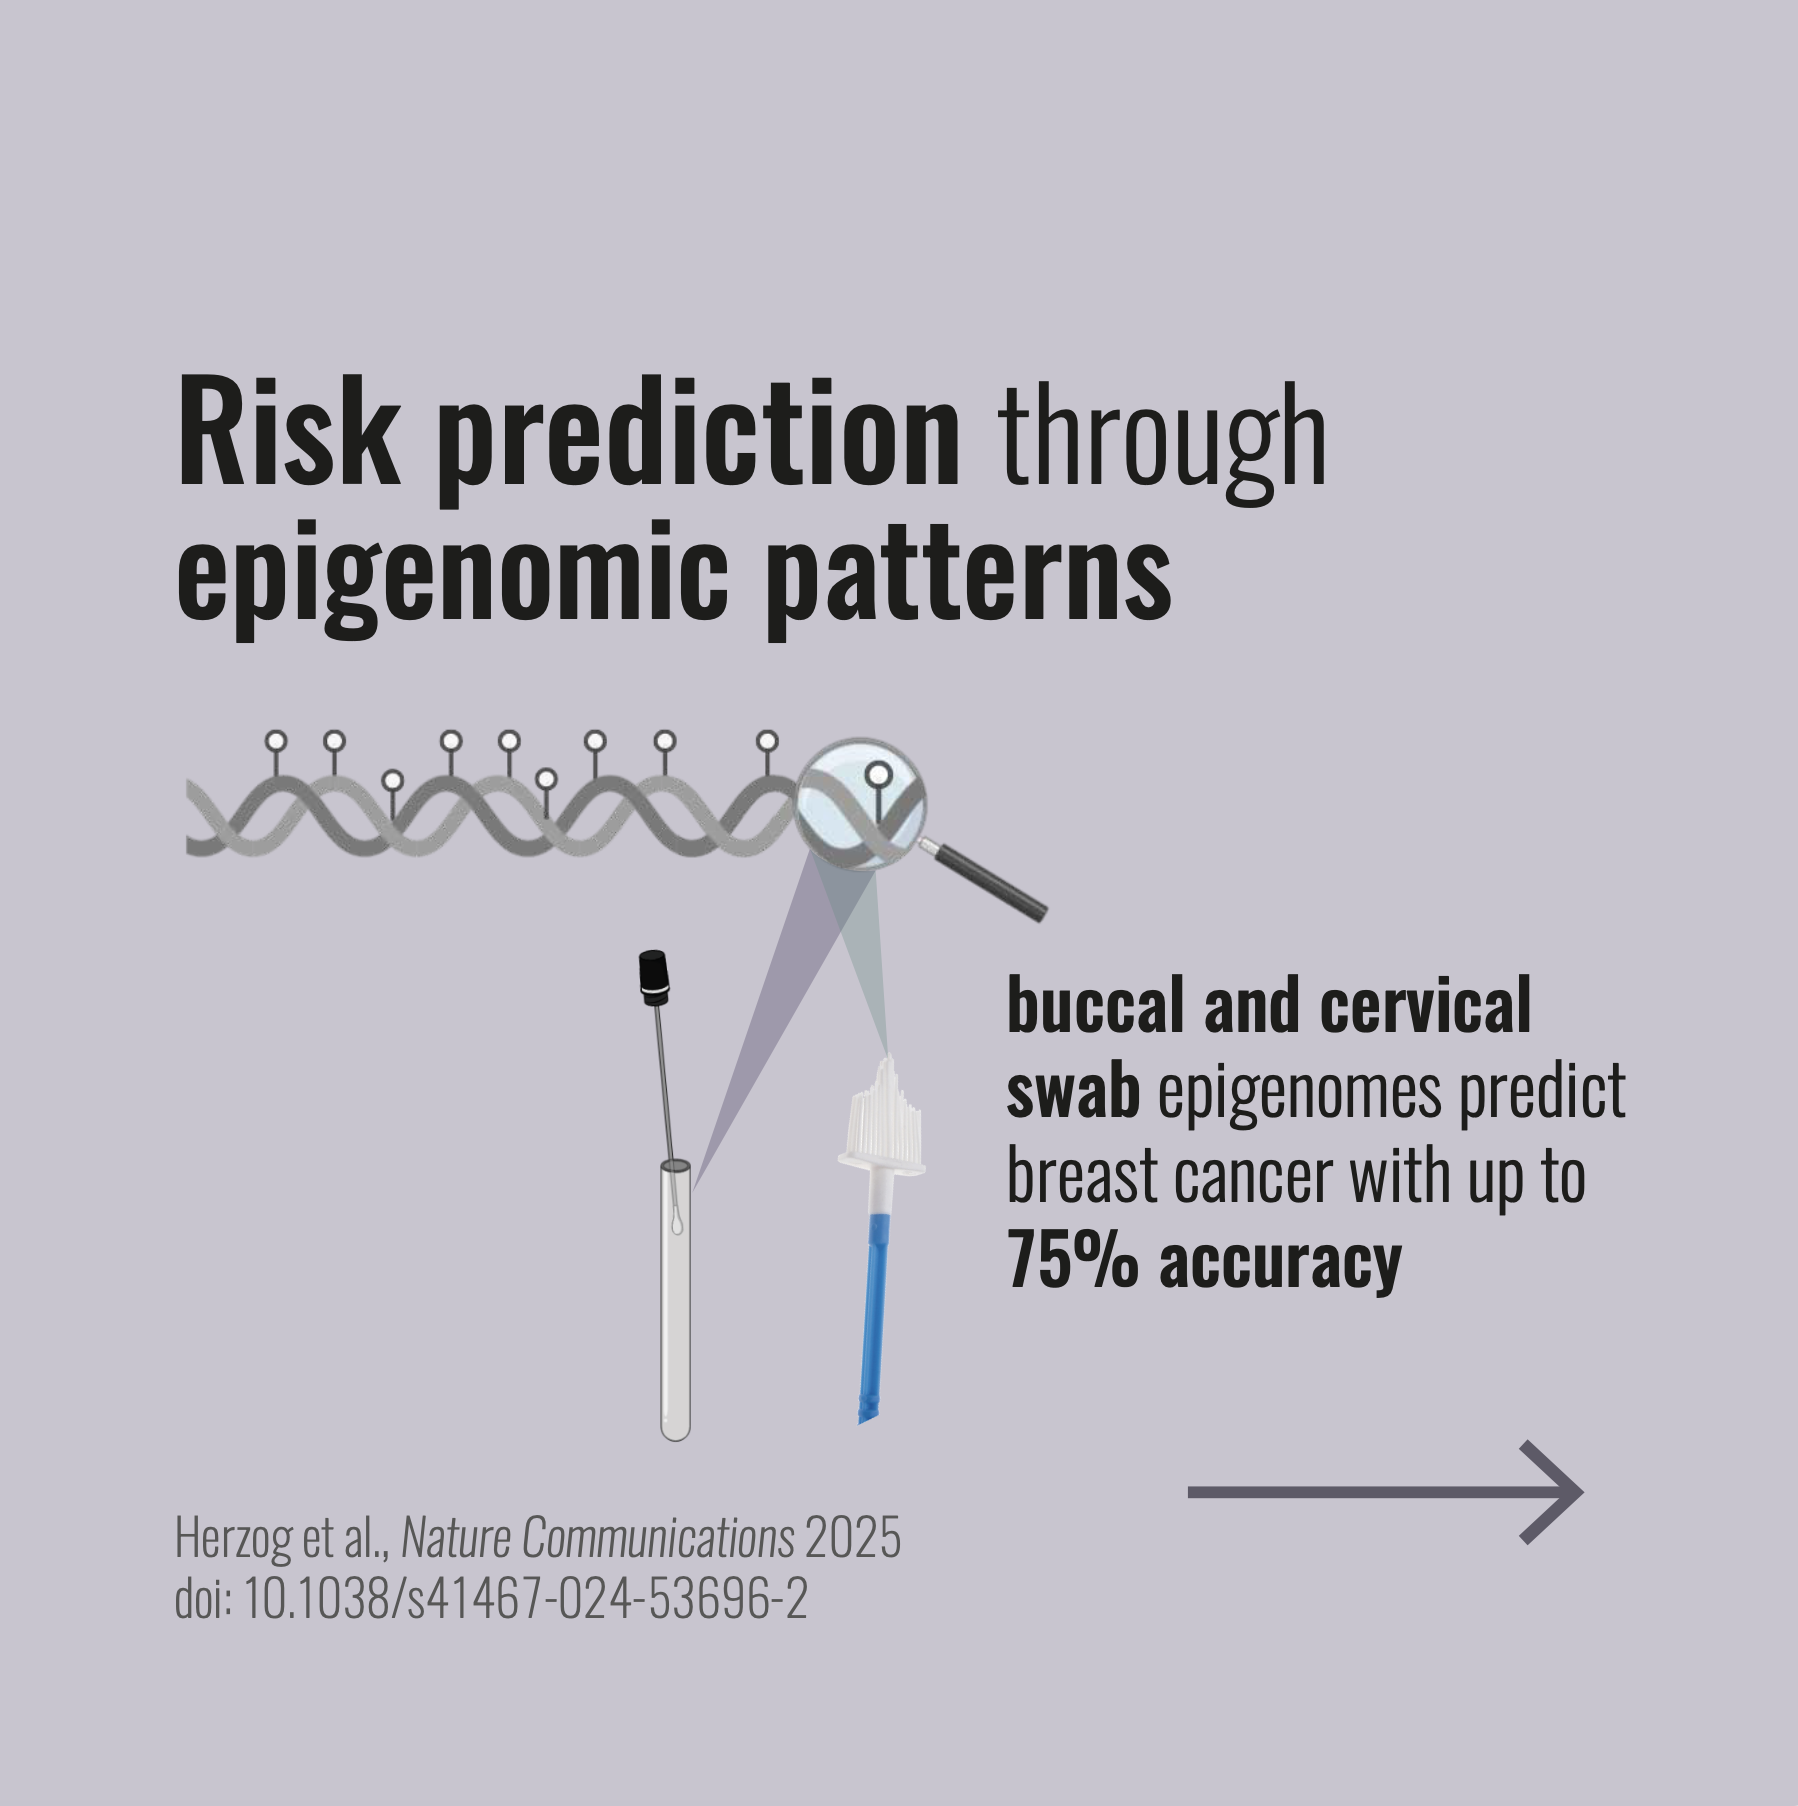 Risk prediction through
epigenomic patterns
buccal and cervical
swab epigenomes predict
breast cancer with up to
75% accuracy
Herzog et al., Nature Communications 2025
doi: 10.1038/s41467-024-53696-2